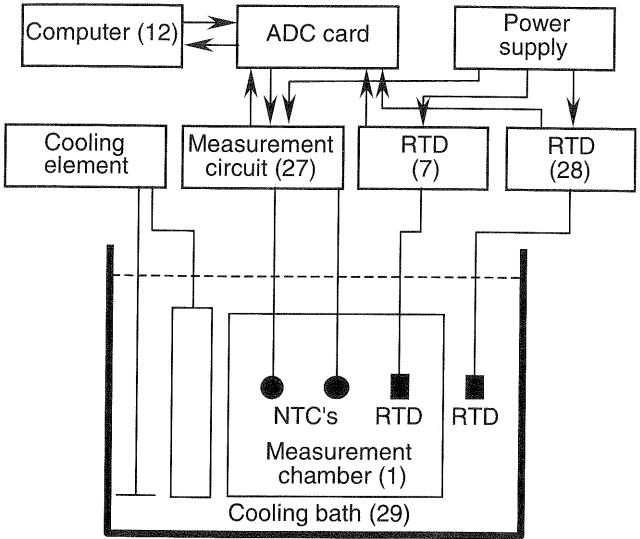 Computer (12)
ADC card
Power
supply
Cooling
element
Measurement
circuit (27)
RTD
(7)
RTD
(28)
NTC's
RTD
RTD
Measurement
chamber (1)
Cooling bath (29)